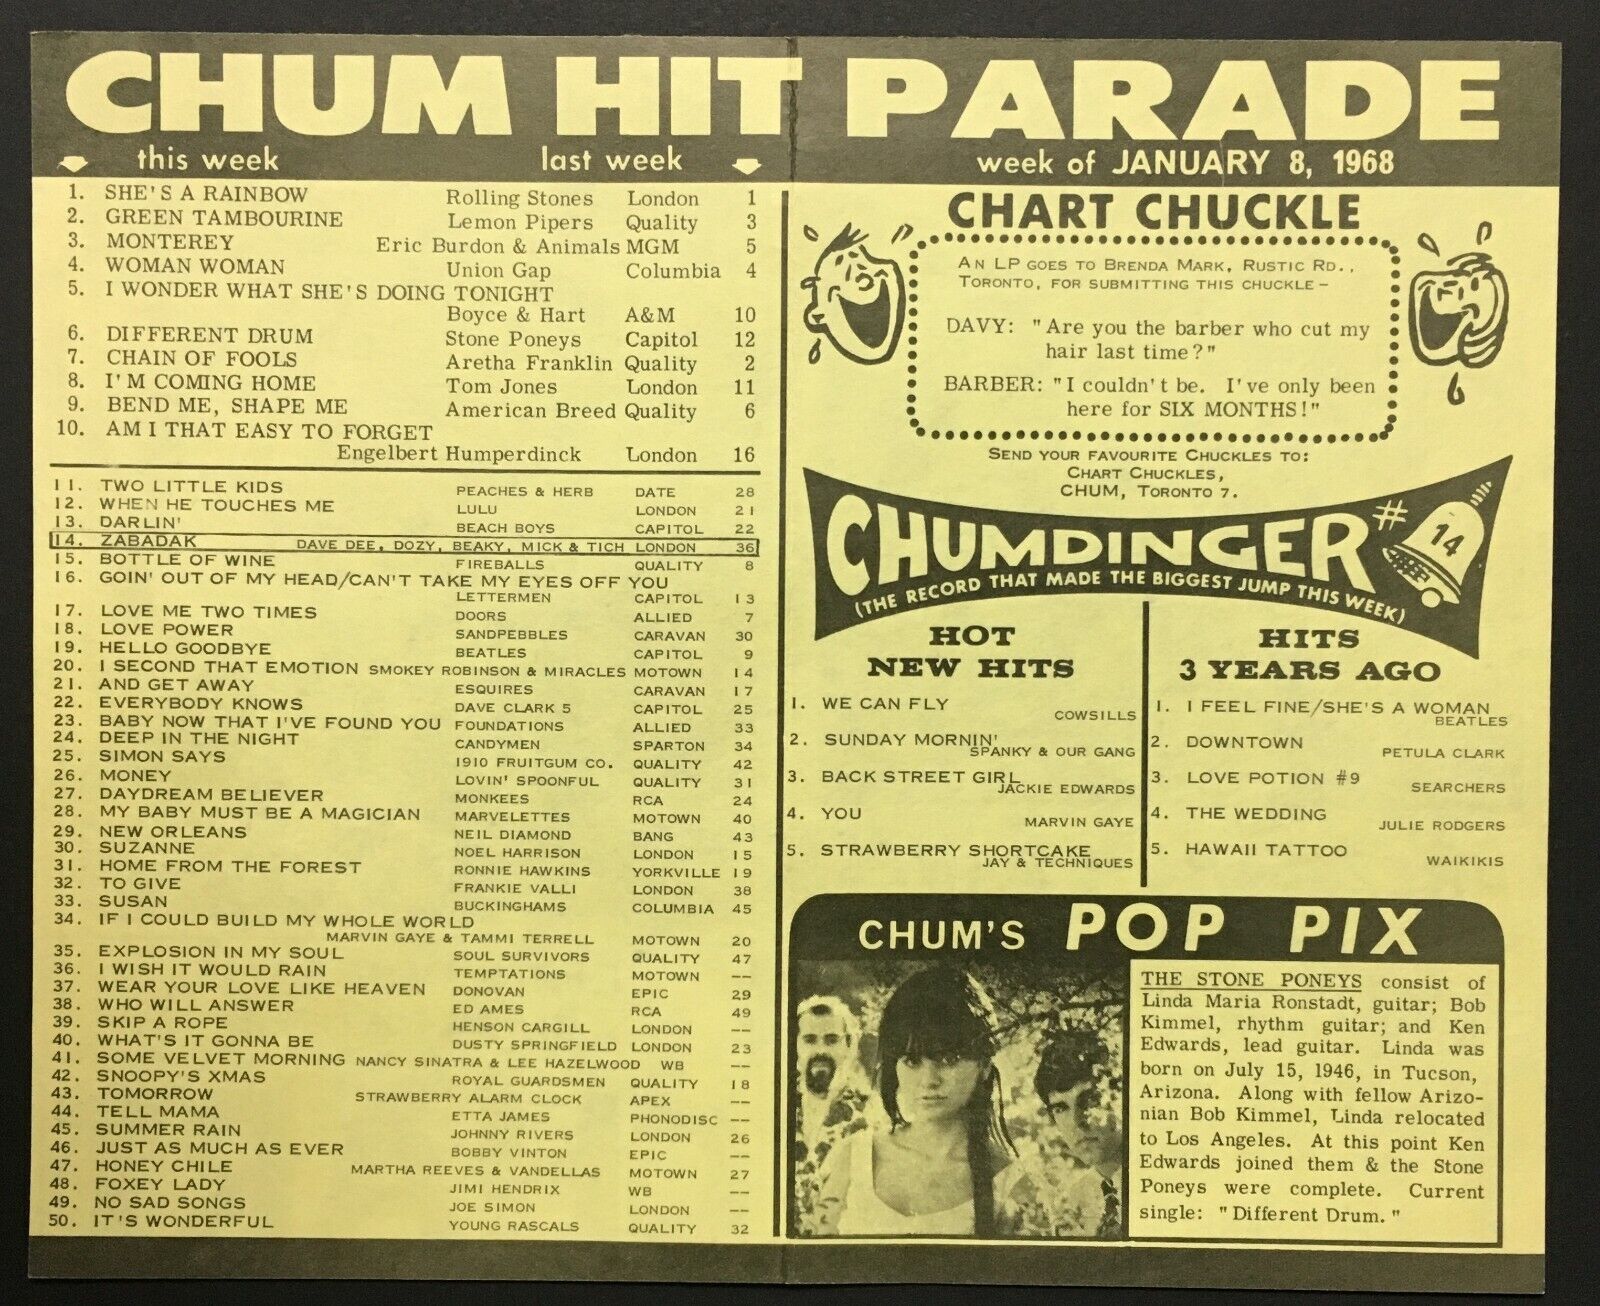 CHUM HIT PARADE
this week last week
week of JANUARY 8, 1968
1. SHE'S A RAINBOW Rolling Stones London 1
2. GREEN TAMBOURINE Lemon Pipers Quality 3
3. MONTEREY Eric Burdon & Animals MGM 5
4. WOMAN WOMAN Union Gap Columbia 4
5. I WONDER WHAT SHE'S DOING TONIGHT
Boyce & Hart A&M 10
6. DIFFERENT DRUM Stone Poneys Capitol 12
7. CHAIN OF FOOLS Aretha Franklin Quality 2
8. I'M COMING HOME Tom Jones London 11
9. BEND ME, SHAPE ME American Breed Quality 6
10. AM I THAT EASY TO FORGET
Engelbert Humperdinck London 16
11. TWO LITTLE KIDS PEACHES & HERB DATE 28
12. WHEN HE TOUCHES ME LULU LONDON 21
13. DARLIN' BEACH BOYS CAPITOL 22
14. ZABADAK DAVE DEE, DOZY, BEAKY, MICK & TICH LONDON 36
15. BOTTLE OF WINE FIREBALLS QUALITY 8
16. GOIN' OUT OF MY HEAD/CAN'T TAKE MY EYES OFF YOU
LETTERMEN CAPITOL 13
17. LOVE ME TWO TIMES DOORS ALLIED 7
18. LOVE POWER SANDPEBBLES CARAVAN 30
19. HELLO GOODBYE BEATLES CAPITOL 9
20. I SECOND THAT EMOTION SMOKEY ROBINSON & MIRACLES MOTOWN 14
21. AND GET AWAY ESQUIRES CARAVAN 17
22. EVERYBODY KNOWS DAVE CLARK 5 CAPITOL 25
23. BABY NOW THAT I'VE FOUND YOU FOUNDATIONS ALLIED 33
24. DEEP IN THE NIGHT CANDYMEN SPARTON 34
25. SIMON SAYS 1910 FRUITGUM CO. QUALITY 42
26. MONEY LOVIN' SPOONFUL QUALITY 31
27. DAYDREAM BELIEVER MONKEES RCA 24
28. MY BABY MUST BE A MAGICIAN MARVELETTES MOTOWN 40
29. NEW ORLEANS NEIL DIAMOND BANG 43
30. SUZANNE NOEL HARRISON LONDON 15
31. HOME FROM THE FOREST RONNIE HAWKINS YORKVILLE 19
32. TO GIVE FRANKIE VALLI LONDON 38
33. SUSAN BUCKINGHAMS COLUMBIA 45
34. IF I COULD BUILD MY WHOLE WORLD
MARVIN GAYE & TAMMI TERRELL MOTOWN 20
35. EXPLOSION IN MY SOUL SOUL SURVIVORS QUALITY 47
36. I WISH IT WOULD RAIN TEMPTATIONS MOTOWN --
37. WEAR YOUR LOVE LIKE HEAVEN DONOVAN EPIC 29
38. WHO WILL ANSWER ED AMES RCA 49
39. SKIP A ROPE HENSON CARGILL LONDON --
40. WHAT'S IT GONNA BE DUSTY SPRINGFIELD LONDON 23
41. SOME VELVET MORNING NANCY SINATRA & LEE HAZELWOOD WB --
42. SNOOPY'S XMAS ROYAL GUARDSMEN QUALITY 18
43. TOMORROW STRAWBERRY ALARM CLOCK APEX --
44. TELL MAMA ETTA JAMES PHONODISC --
45. SUMMER RAIN JOHNNY RIVERS LONDON 26
46. JUST AS MUCH AS EVER BOBBY VINTON EPIC --
47. HONEY CHILE MARTHA REEVES & VANDELLAS MOTOWN 27
48. FOXEY LADY JIMI HENDRIX WB --
49. NO SAD SONGS JOE SIMON LONDON --
50. IT'S WONDERFUL YOUNG RASCALS QUALITY 32
CHART CHUCKLE
AN LP GOES TO BRENDA MARK, RUSTIC RD.,
TORONTO, FOR SUBMITTING THIS CHUCKLE -
DAVY: "Are you the barber who cut my
hair last time?"
BARBER: "I couldn't be. I've only been
here for SIX MONTHS!"
SEND YOUR FAVOURITE CHUCKLES TO:
CHART CHUCKLES,
CHUM, TORONTO 7.
CHUMDINGER # 14
(THE RECORD THAT MADE THE BIGGEST JUMP THIS WEEK)
HOT
NEW HITS
1. WE CAN FLY
COWSILLS
2. SUNDAY MORNIN'
SPANKY & OUR GANG
3. BACK STREET GIRL
JACKIE EDWARDS
4. YOU
MARVIN GAYE
5. STRAWBERRY SHORTCAKE
JAY & TECHNIQUES
HITS
3 YEARS AGO
1. I FEEL FINE/SHE'S A WOMAN
BEATLES
2. DOWNTOWN
PETULA CLARK
3. LOVE POTION #9
SEARCHERS
4. THE WEDDING
JULIE RODGERS
5. HAWAII TATTOO
WAIKIKIS
CHUM'S POP PIX
THE STONE PONEYS consist of
Linda Maria Ronstadt, guitar; Bob
Kimmel, rhythm guitar; and Ken
Edwards, lead guitar. Linda was
born on July 15, 1946, in Tucson,
Arizona. Along with fellow Arizo-
nian Bob Kimmel, Linda relocated
to Los Angeles. At this point Ken
Edwards joined them & the Stone
Poneys were complete. Current
single: "Different Drum."